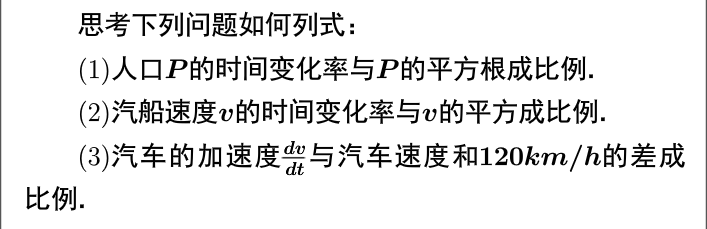 思考下列问题如何列式：
(1)人口P的时间变化率与P的平方根成比例.
(2)汽船速度v的时间变化率与v的平方成比例.
(3)汽车的加速度dv/dt与汽车速度和120km/h的差成
比例.